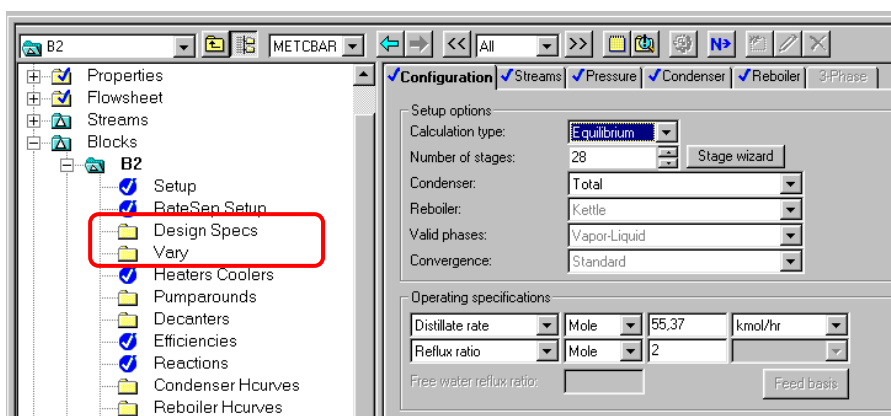 B2 METCBAR << All >> N>
Properties
Flowsheet
Streams
Blocks
B2
Setup
RateSep Setup
Design Specs
Vary
Heaters Coolers
Pumparounds
Decanters
Efficiencies
Reactions
Condenser Hcurves
Reboiler Hcurves
Configuration Streams Pressure Condenser Reboiler 3-Phase
Setup options
Calculation type: Equilibrium
Number of stages: 28 Stage wizard
Condenser: Total
Reboiler: Kettle
Valid phases: Vapor-Liquid
Convergence: Standard
Operating specifications
Distillate rate Mole 55,37 kmol/hr
Reflux ratio Mole 2
Free water reflux ratio: Feed basis